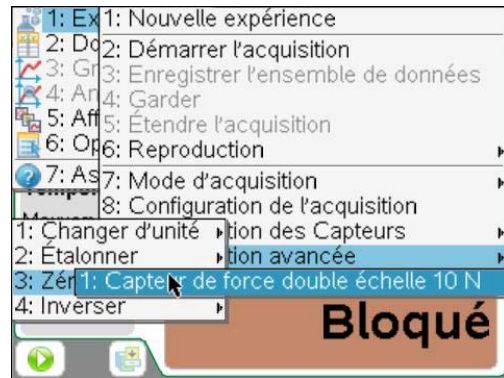 1: Ex
2: Do
3: Gr
4: An
5: Aff
6: Op
7: As
1: Nouvelle expérience
2: Démarrer l'acquisition
3: Enregistrer l'ensemble de données
4: Garder
5: Étendre l'acquisition
6: Reproduction
7: Mode d'acquisition
8: Configuration de l'acquisition
tion des Capteurs
tion avancée
1: Changer d'unité
2: Étalonner
3: Zér
4: Inverser
1: Capteur de force double échelle 10 N
Bloqué